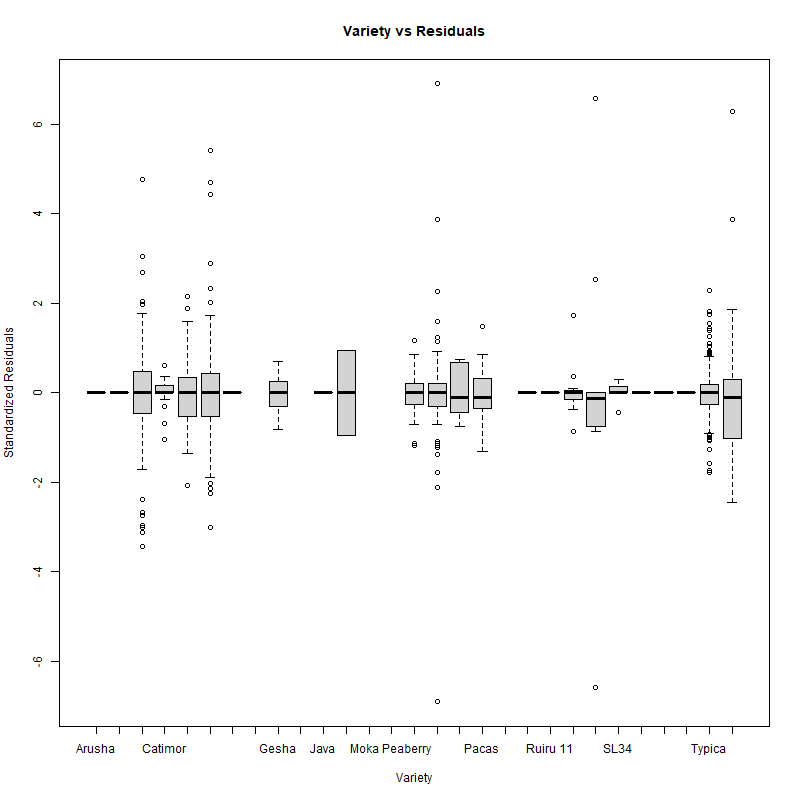 Variety vs Residuals
Standardized Residuals
6
4
2
0
-2
-4
-6
Arusha Catimor Gesha Java Moka Peaberry Pacas Ruiru 11 SL34 Typica
Variety